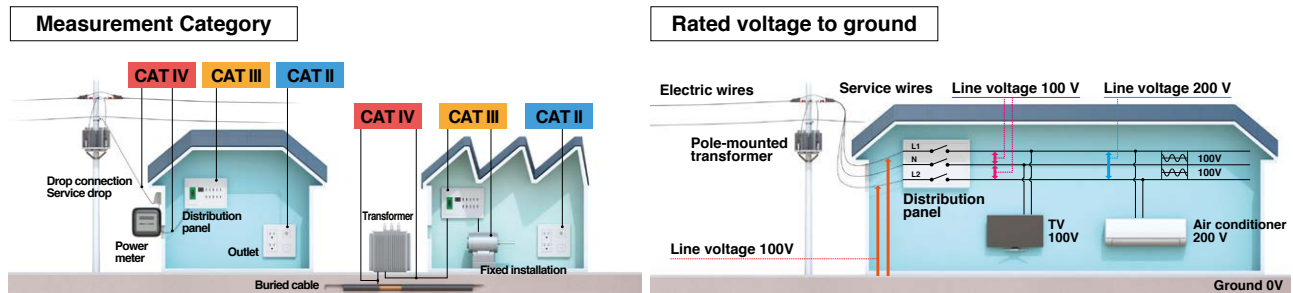 Measurement Category
CAT IV
CAT III
CAT II
CAT IV
CAT III
CAT II
Drop connection
Service drop
Power
meter
Distribution
panel
Outlet
Transformer
Fixed installation
Buried cable
Rated voltage to ground
Electric wires
Service wires
Line voltage 100 V
Line voltage 200 V
Pole-mounted
transformer
L1
N
L2
100V
100V
Distribution
panel
TV
100V
Air conditioner
200 V
Line voltage 100V
Ground 0V